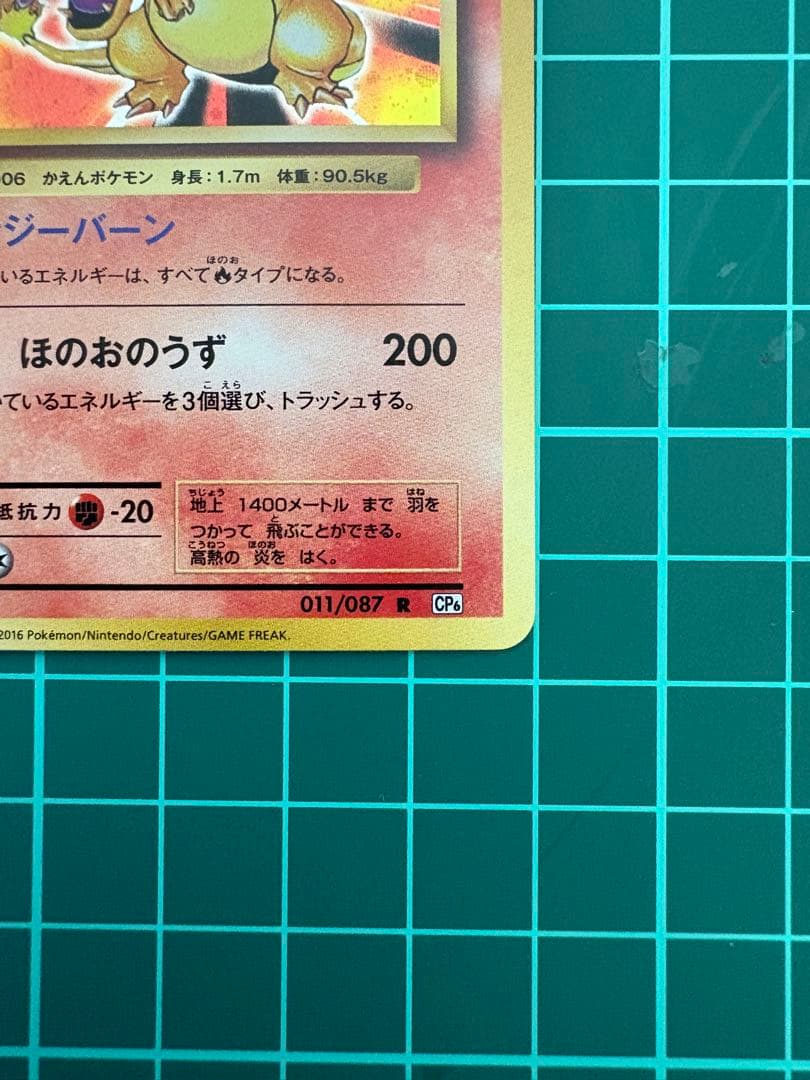 06 かえんポケモン 身長:1.7m 体重:90.5kg
ジーバーン
ほのお
いるエネルギーは、すべてタイプになる。
ほのおのうず 200
こ えら
ているエネルギーを3個選び、トラッシュする。
抵抗力 -20
ちじょう はね
地上 1400メートル まで 羽を
と
つかって 飛ぶことができる。
こうねつ ほのお
高熱の 炎を はく。
011/087 R CP6
2016 Pokémon/Nintendo/Creatures/GAME FREAK.